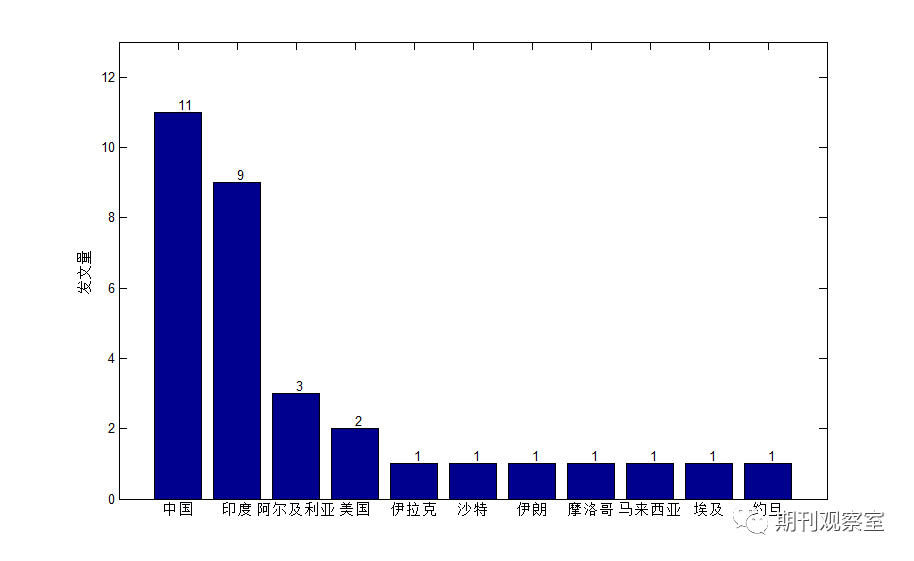 12
10
8
6
4
2
0
发文量
11
9
3
2
1
1
1
1
1
1
1
中国
印度
阿尔及利亚
美国
伊拉克
沙特
伊朗
摩洛哥
马来西亚
埃及
约旦
期刊观察室